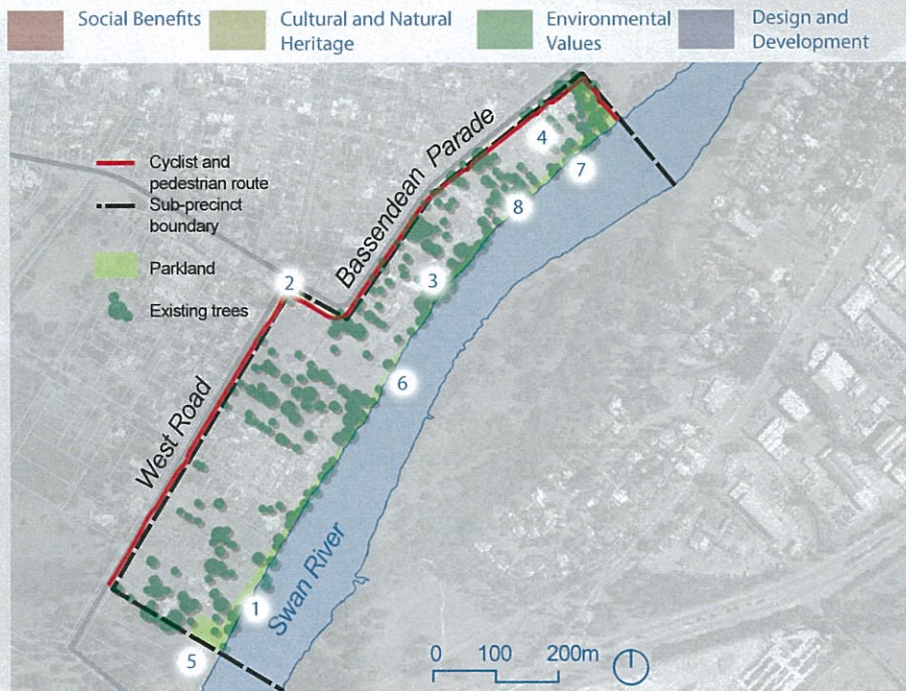 Social Benefits
Cultural and Natural
Heritage
Environmental
Values
Design and
Development
Cyclist and
pedestrian route
Sub-precinct
boundary
Parkland
Existing trees
Bassendean Parade
West Road
Swan River
4
7
8
2
3
6
1
5
0 100 200m